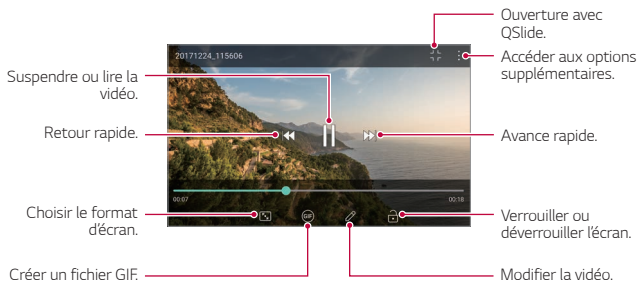 Ouverture avec
QSlide.
20171224_115606
Accéder aux options
supplémentaires.
Suspendre ou lire la
vidéo.
Retour rapide.
Avance rapide.
00:07
00:18
Choisir le format
d'écran.
GIF
Verrouiller ou
déverrouiller l'écran.
Créer un fichier GIF.
Modifier la vidéo.